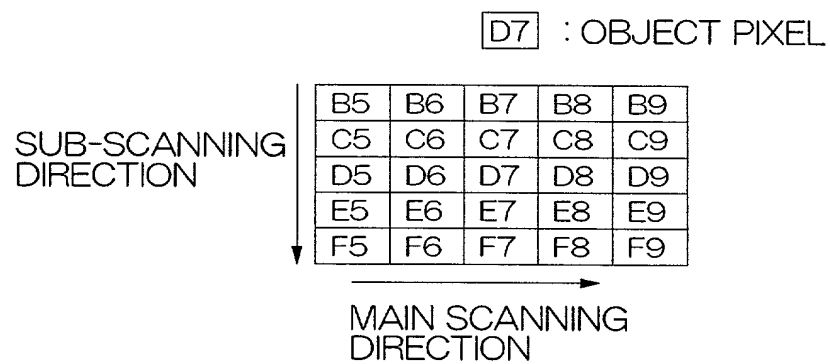 D7 : OBJECT PIXEL
B5 B6 B7 B8 B9
SUB-SCANNING
DIRECTION
C5 C6 C7 C8 C9
D5 D6 D7 D8 D9
E5 E6 E7 E8 E9
F5 F6 F7 F8 F9
MAIN SCANNING
DIRECTION